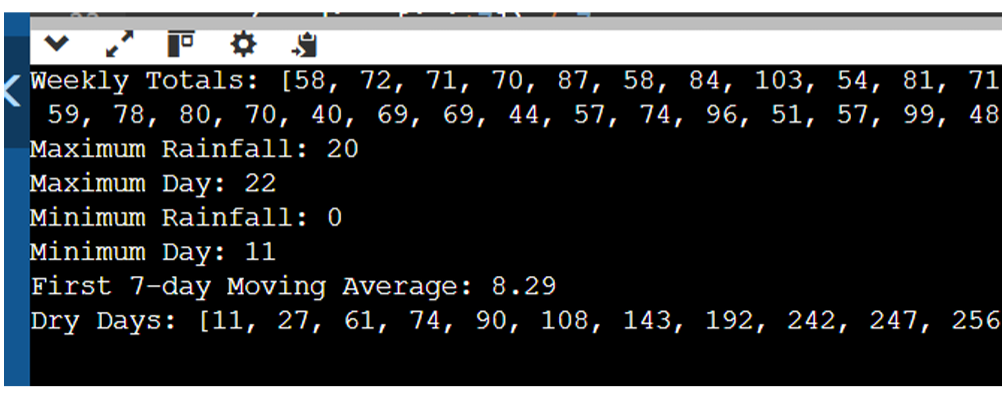 Weekly Totals: [58, 72, 71, 70, 87, 58, 84, 103, 54, 81, 71
59, 78, 80, 70, 40, 69, 69, 44, 57, 74, 96, 51, 57, 99, 48
Maximum Rainfall: 20
Maximum Day: 22
Minimum Rainfall: 0
Minimum Day: 11
First 7-day Moving Average: 8.29
Dry Days: [11, 27, 61, 74, 90, 108, 143, 192, 242, 247, 256